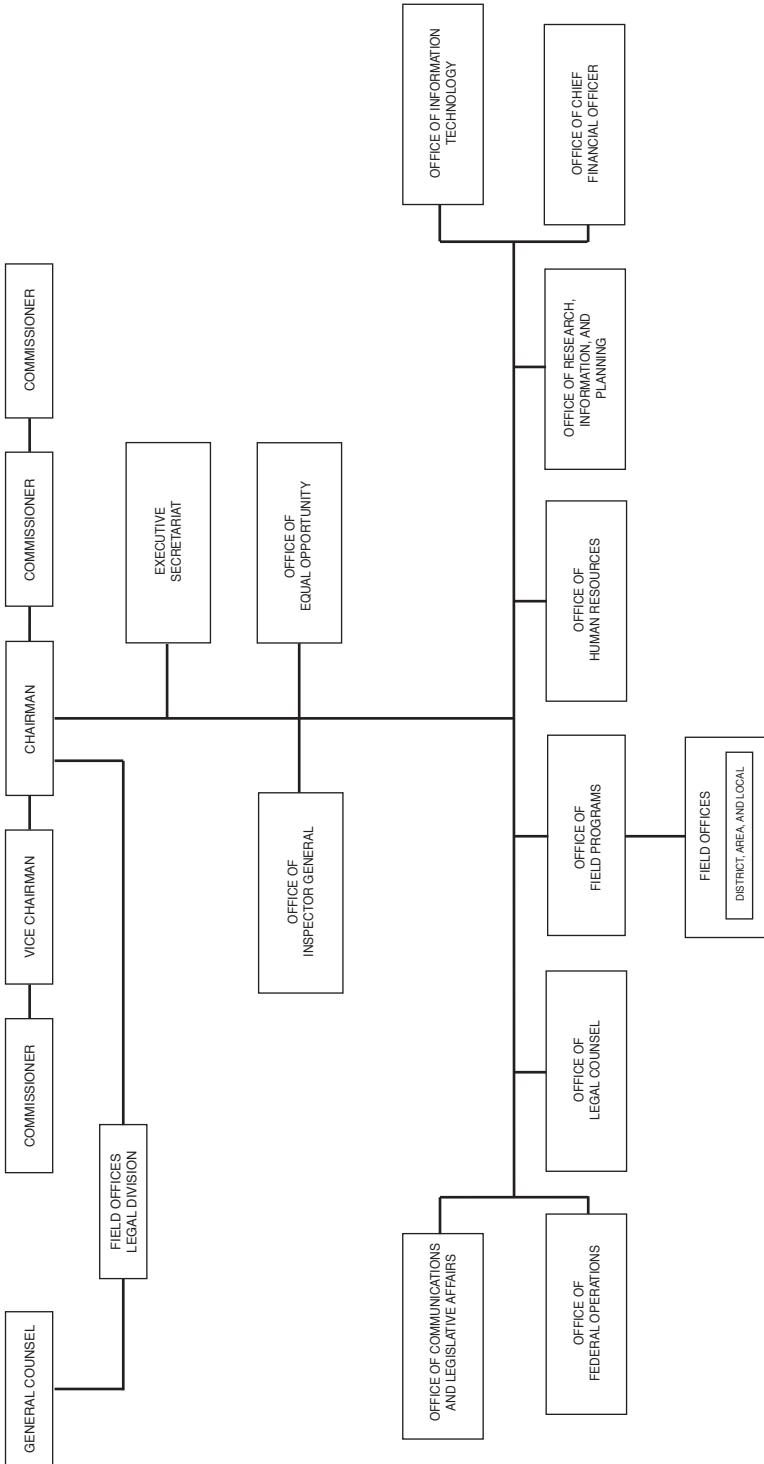 GENERAL COUNSEL
COMMISSIONER
VICE CHAIRMAN
CHAIRMAN
COMMISSIONER
COMMISSIONER
FIELD OFFICES
LEGAL DIVISION
EXECUTIVE
SECRETARIAT
OFFICE OF
INSPECTOR GENERAL
OFFICE OF
EQUAL OPPORTUNITY
OFFICE OF COMMUNICATIONS
AND LEGISLATIVE AFFAIRS
OFFICE OF INFORMATION
TECHNOLOGY
OFFICE OF
FEDERAL OPERATIONS
OFFICE OF
LEGAL COUNSEL
OFFICE OF
FIELD PROGRAMS
OFFICE OF
HUMAN RESOURCES
OFFICE OF RESEARCH,
INFORMATION, AND
PLANNING
OFFICE OF CHIEF
FINANCIAL OFFICER
FIELD OFFICES
DISTRICT, AREA, AND LOCAL